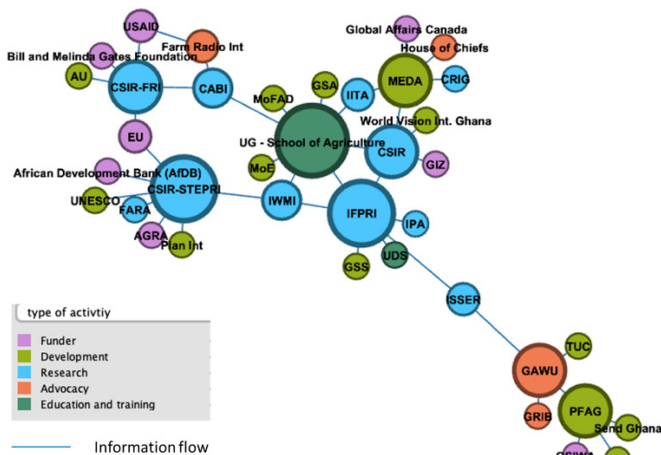 USAID
Global Affairs Canada
Farm Radio Int
House of Chiefs
Bill and Melinda Gates Foundation
AU
CSIR-FRI
CABI
GSA
MoFAD
IITA
MEDA
CRIG
World Vision Int. Ghana
EU
UG - School of Agriculture
CSIR
GIZ
MoE
African Development Bank (AfDB)
CSIR-STEPRI
UNESCO
FARA
IWMI
IFPRI
IPA
AGRA
Plan Int
UDS
GSS
SSER
type of activtiy
Funder
Development
Research
Advocacy
Education and training
Information flow
TUC
GAWU
GRIB
PFAG
Send Ghana